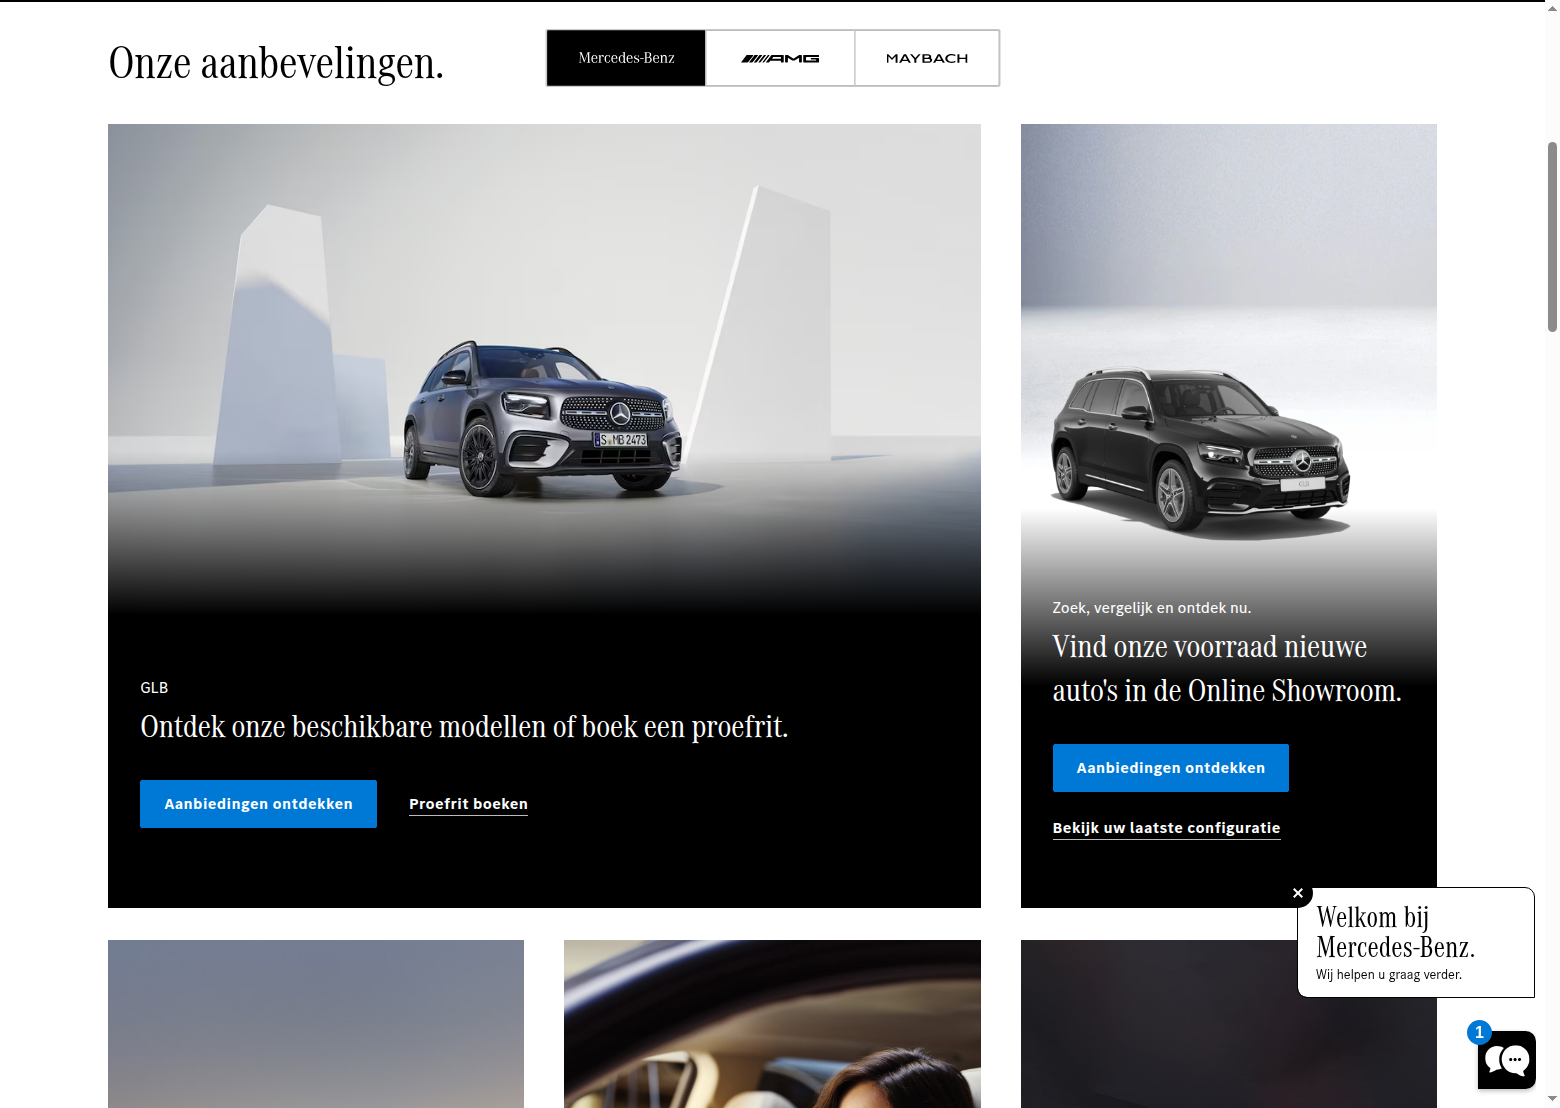 Onze aanbevelingen.
Mercedes-Benz
AMG
MAYBACH
S MB 2473
GLB
GLB
Ontdek onze beschikbare modellen of boek een proefrit.
Aanbiedingen ontdekken
Proefrit boeken
Zoek, vergelijk en ontdek nu.
Vind onze voorraad nieuwe
auto's in de Online Showroom.
Aanbiedingen ontdekken
Bekijk uw laatste configuratie
Welkom bij
Mercedes-Benz.
Wij helpen u graag verder.
1